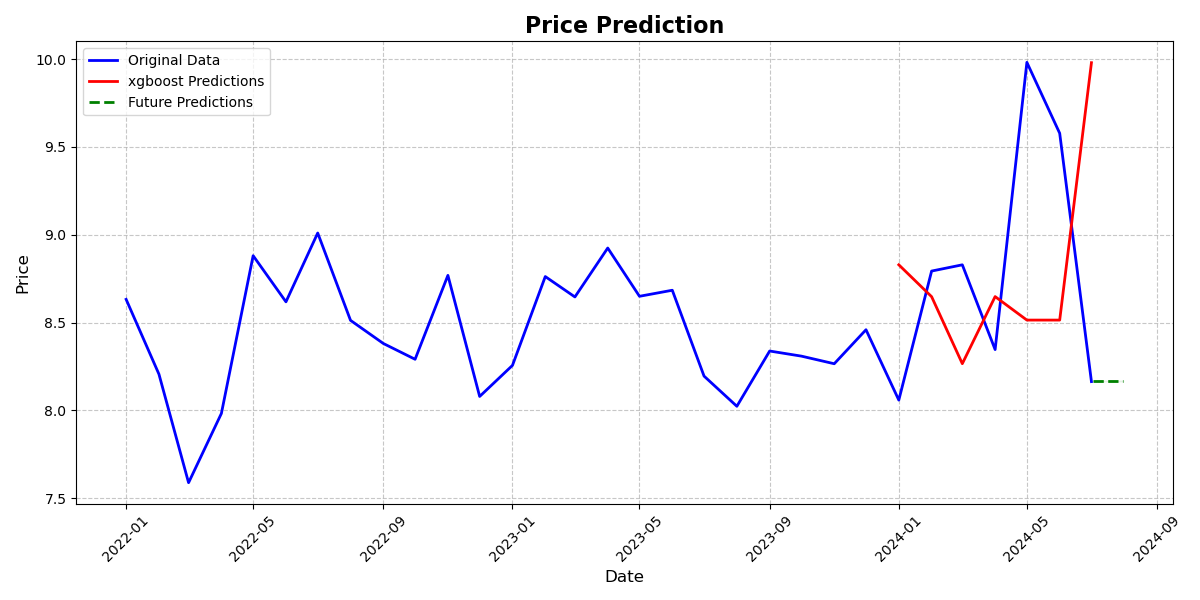 Price Prediction
Original Data
xgboost Predictions
Future Predictions
10.0
9.5
9.0
8.5
8.0
7.5
Price
2022-01
2022-05
2022-09
2023-01
2023-05
2023-09
2024-01
2024-05
2024-09
Date